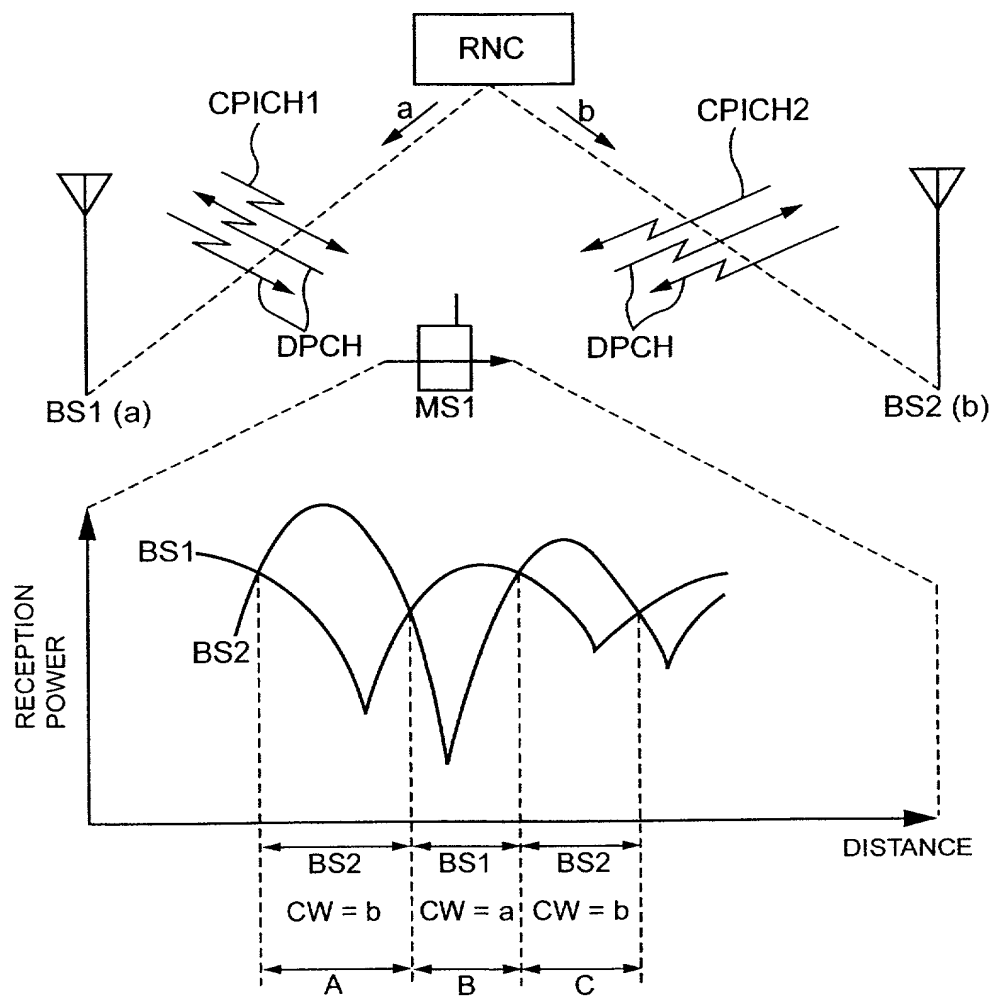 RNC
CPICH1
a
b
CPICH2
DPCH
DPCH
BS1 (a)
MS1
BS2 (b)
BS1
BS2
RECEPTION
POWER
DISTANCE
BS2
BS1
BS2
CW = b
CW = a
CW = b
A
B
C